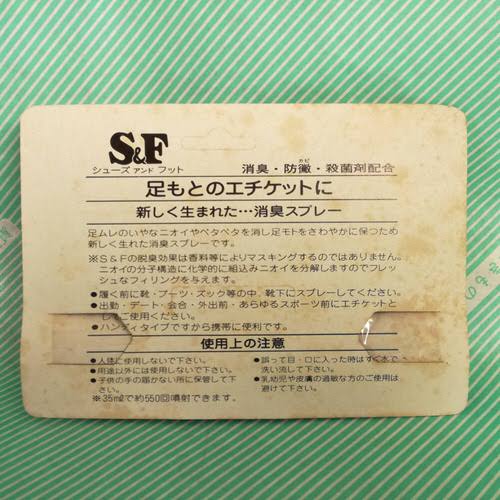 S&F
シューズ アンド フット
消臭・防黴・殺菌剤配合
カビ
足もとのエチケットに
新しく生まれた…消臭スプレー
足ムレのいやなニオイやベタベタを消し足モトをさわやかに保つため
新しく生れた消臭スプレーです。
※S&Fの脱臭効果は香料等によりマスキングするのではありません。
ニオイの分子構造に化学的に組込みニオイを分解しますのでフレッ
シュなフィリングを与えます。
●履く前に靴・ブーツ・ズック等の中、靴下にスプレーしてください。
●出勤・デート・会合・外出前・あらゆるスポーツ前にエチケットと
してご使用ください。
●ハンディタイプですから携帯に便利です。
使用上の注意
●人体に使用しないで下さい。
●用途以外には使用しないで下さい。
●子供の手の届かない所に保管して下
さい。
※35mlで約550回噴射できます。
●誤って目・口に入った時はすぐ水で
洗い流して下さい。
●乳幼児や皮膚の過敏な方のご使用は
避けて下さい。